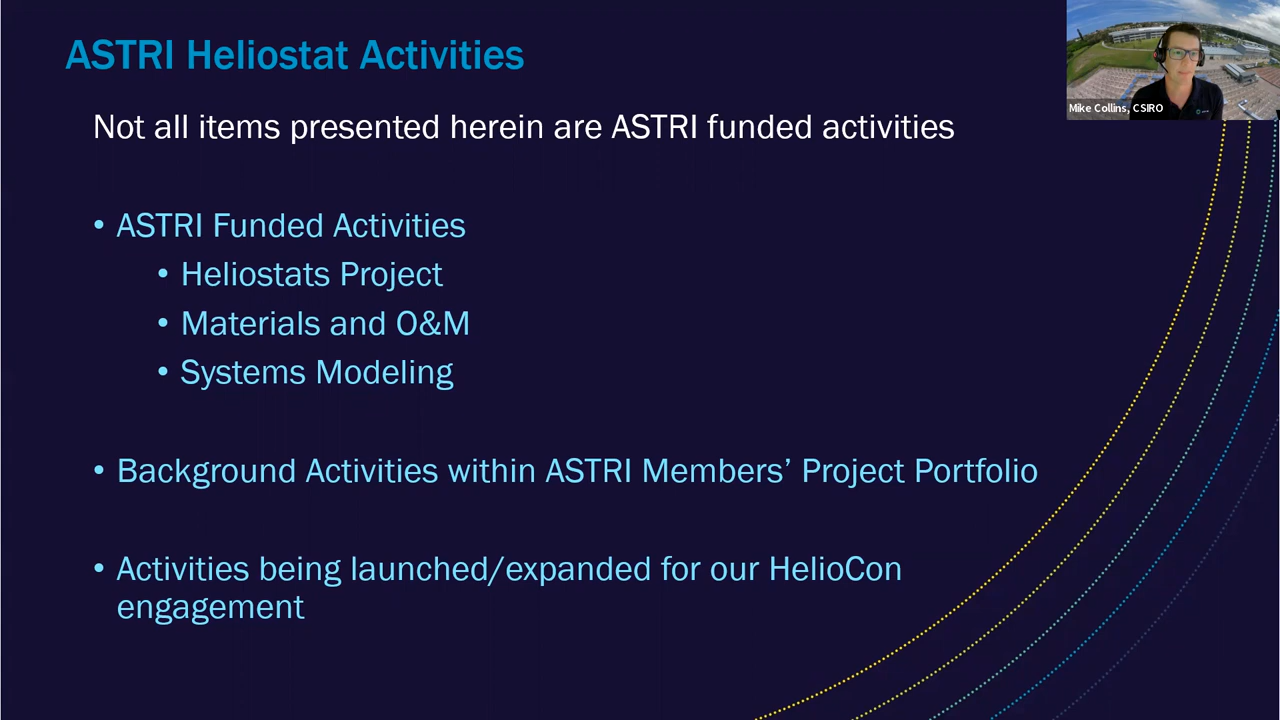 ASTRI Heliostat Activities
Mike Collins, CSIRO
Not all items presented herein are ASTRI funded activities
• ASTRI Funded Activities
• Heliostats Project
• Materials and O&M
• Systems Modeling
• Background Activities within ASTRI Members’ Project Portfolio
• Activities being launched/expanded for our HelioCon
engagement